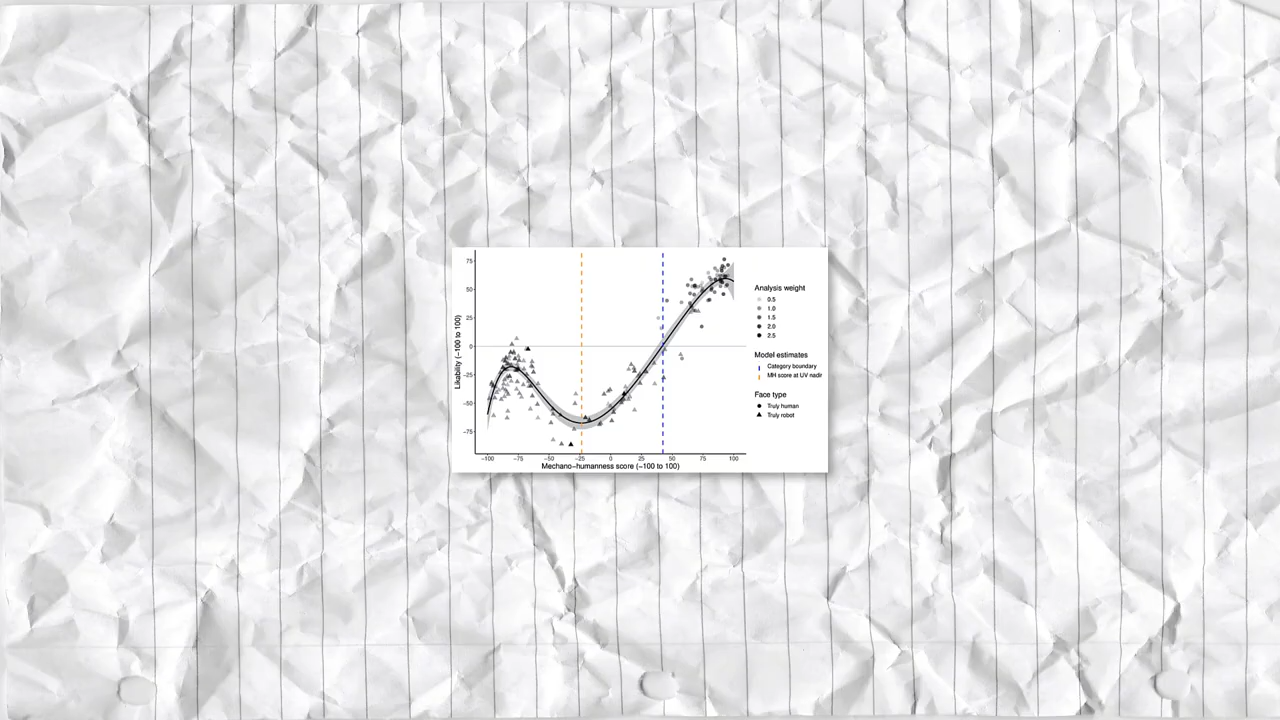 75
50
25
0
−25
−50
−75
Likability (−100 to 100)
−100 −75 −50 −25 0 25 50 75 100
Mechano−humanness score (−100 to 100)
Analysis weight
0.5
1.0
1.5
2.0
2.5
Model estimates
Category boundary
MH score at UV nadir
Face type
Truly human
Truly robot